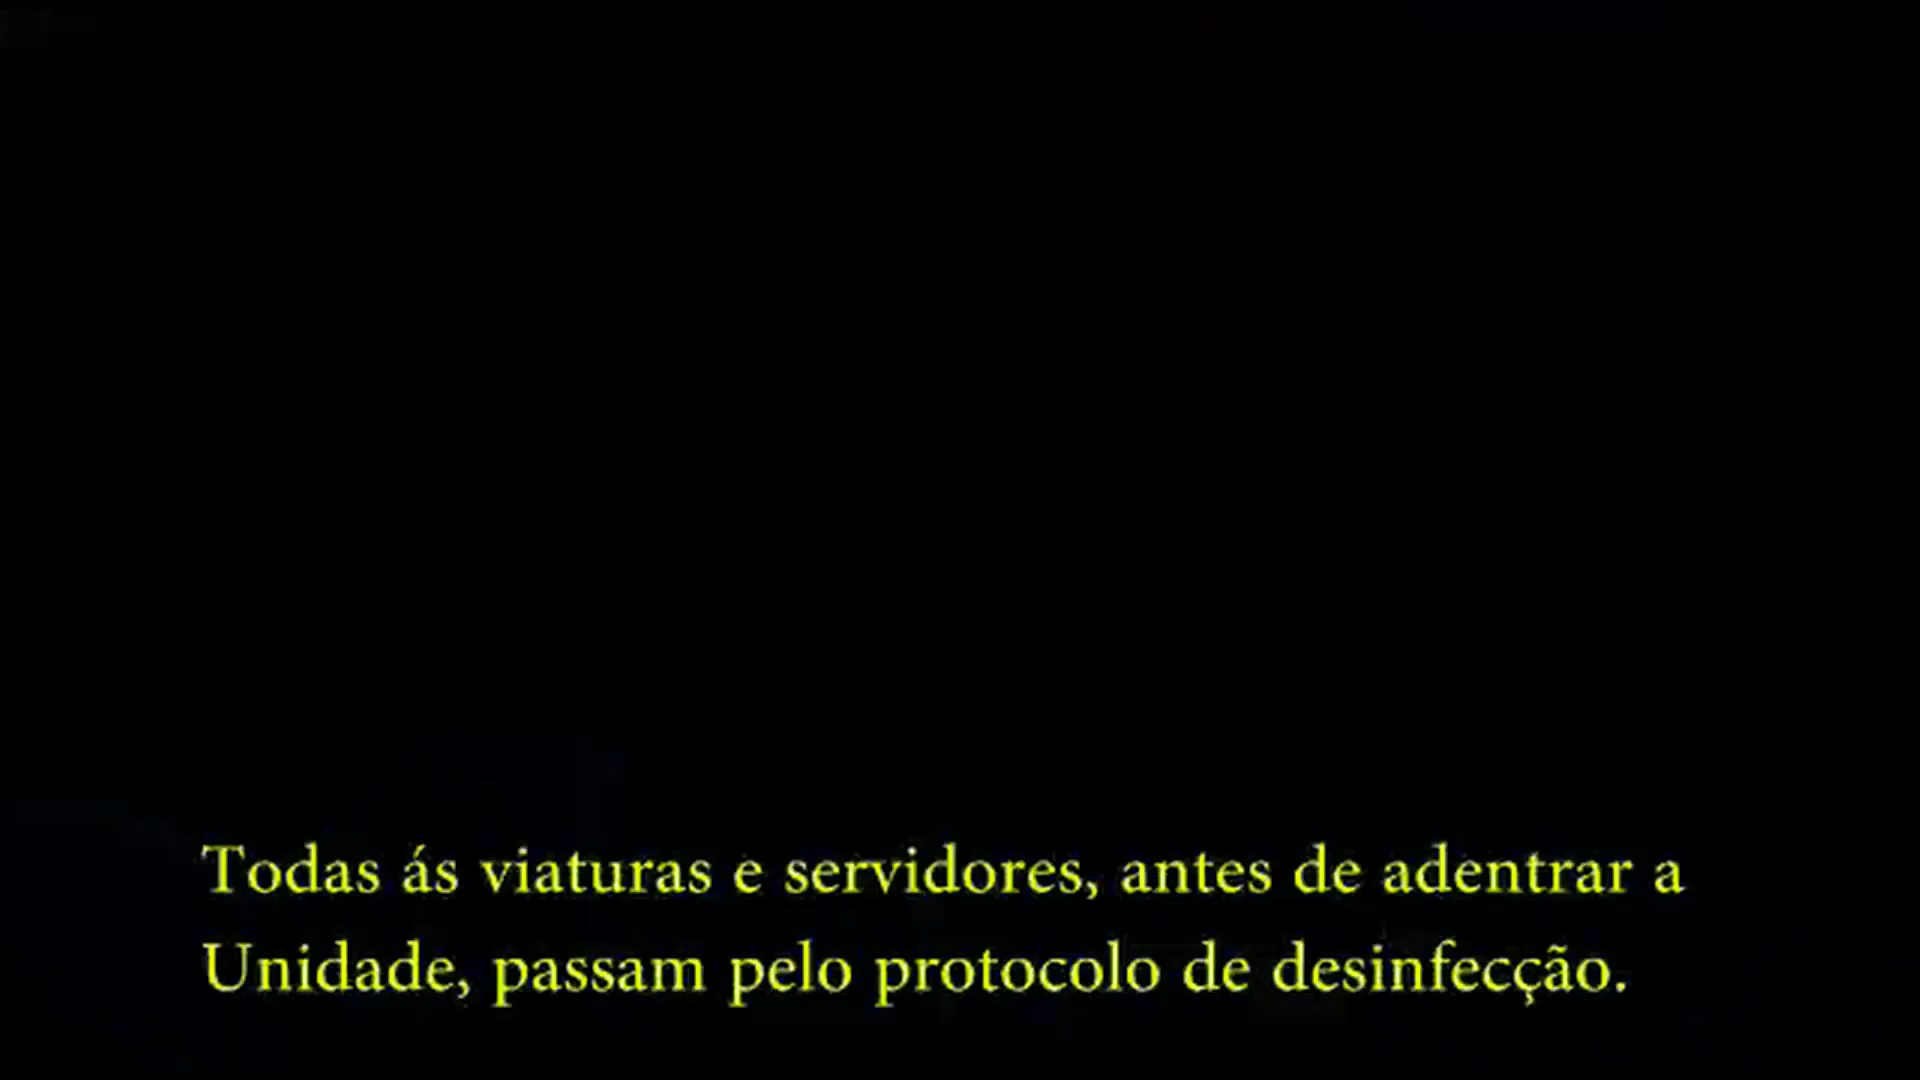 Todas ás viaturas e servidores, antes de adentrar a
Unidade, passam pelo protocolo de desinfecção.